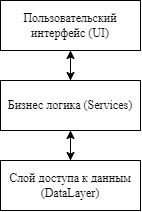 Пользовательский
интерфейс (UI)
Бизнес логика (Services)
Слой доступа к данным
(DataLayer)